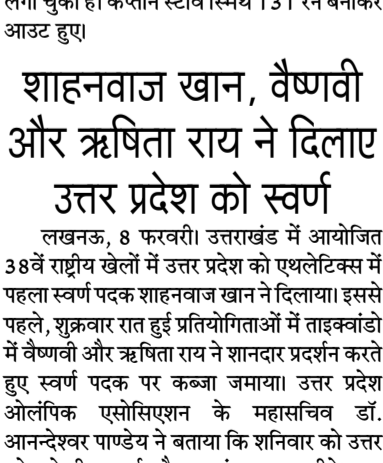 लगा चुका है। कप्तान स्टीव स्मिथ 131 रन बनाकर
आउट हुए।
शाहनवाज खान, वैष्णवी
और ऋषिता राय ने दिलाए
उत्तर प्रदेश को स्वर्ण
लखनऊ, 8 फरवरी। उत्तराखंड में आयोजित
38वें राष्ट्रीय खेलों में उत्तर प्रदेश को एथलेटिक्स में
पहला स्वर्ण पदक शाहनवाज खान ने दिलाया। इससे
पहले, शुक्रवार रात हुई प्रतियोगिताओं में ताइक्वांडो
में वैष्णवी और ऋषिता राय ने शानदार प्रदर्शन करते
हुए स्वर्ण पदक पर कब्जा जमाया। उत्तर प्रदेश
ओलंपिक एसोसिएशन के महासचिव डॉ.
आनन्देश्वर पाण्डेय ने बताया कि शनिवार को उत्तर